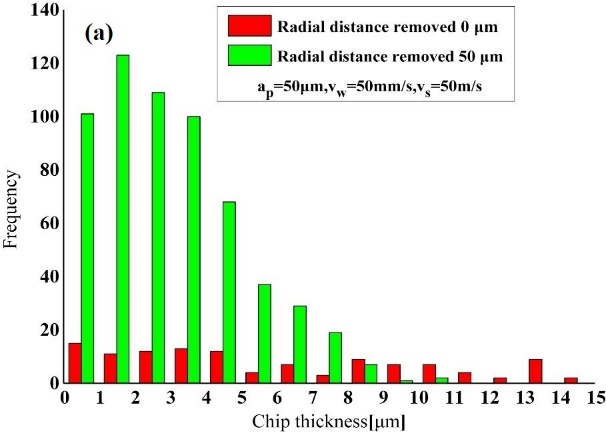 140
120
100
80
60
40
20
0
Frequency
(a)
Radial distance removed 0 μm
Radial distance removed 50 μm
ap=50μm,vw=50mm/s,vs=50m/s
0 1 2 3 4 5 6 7 8 9 10 11 12 13 14 15
Chip thickness[μm]